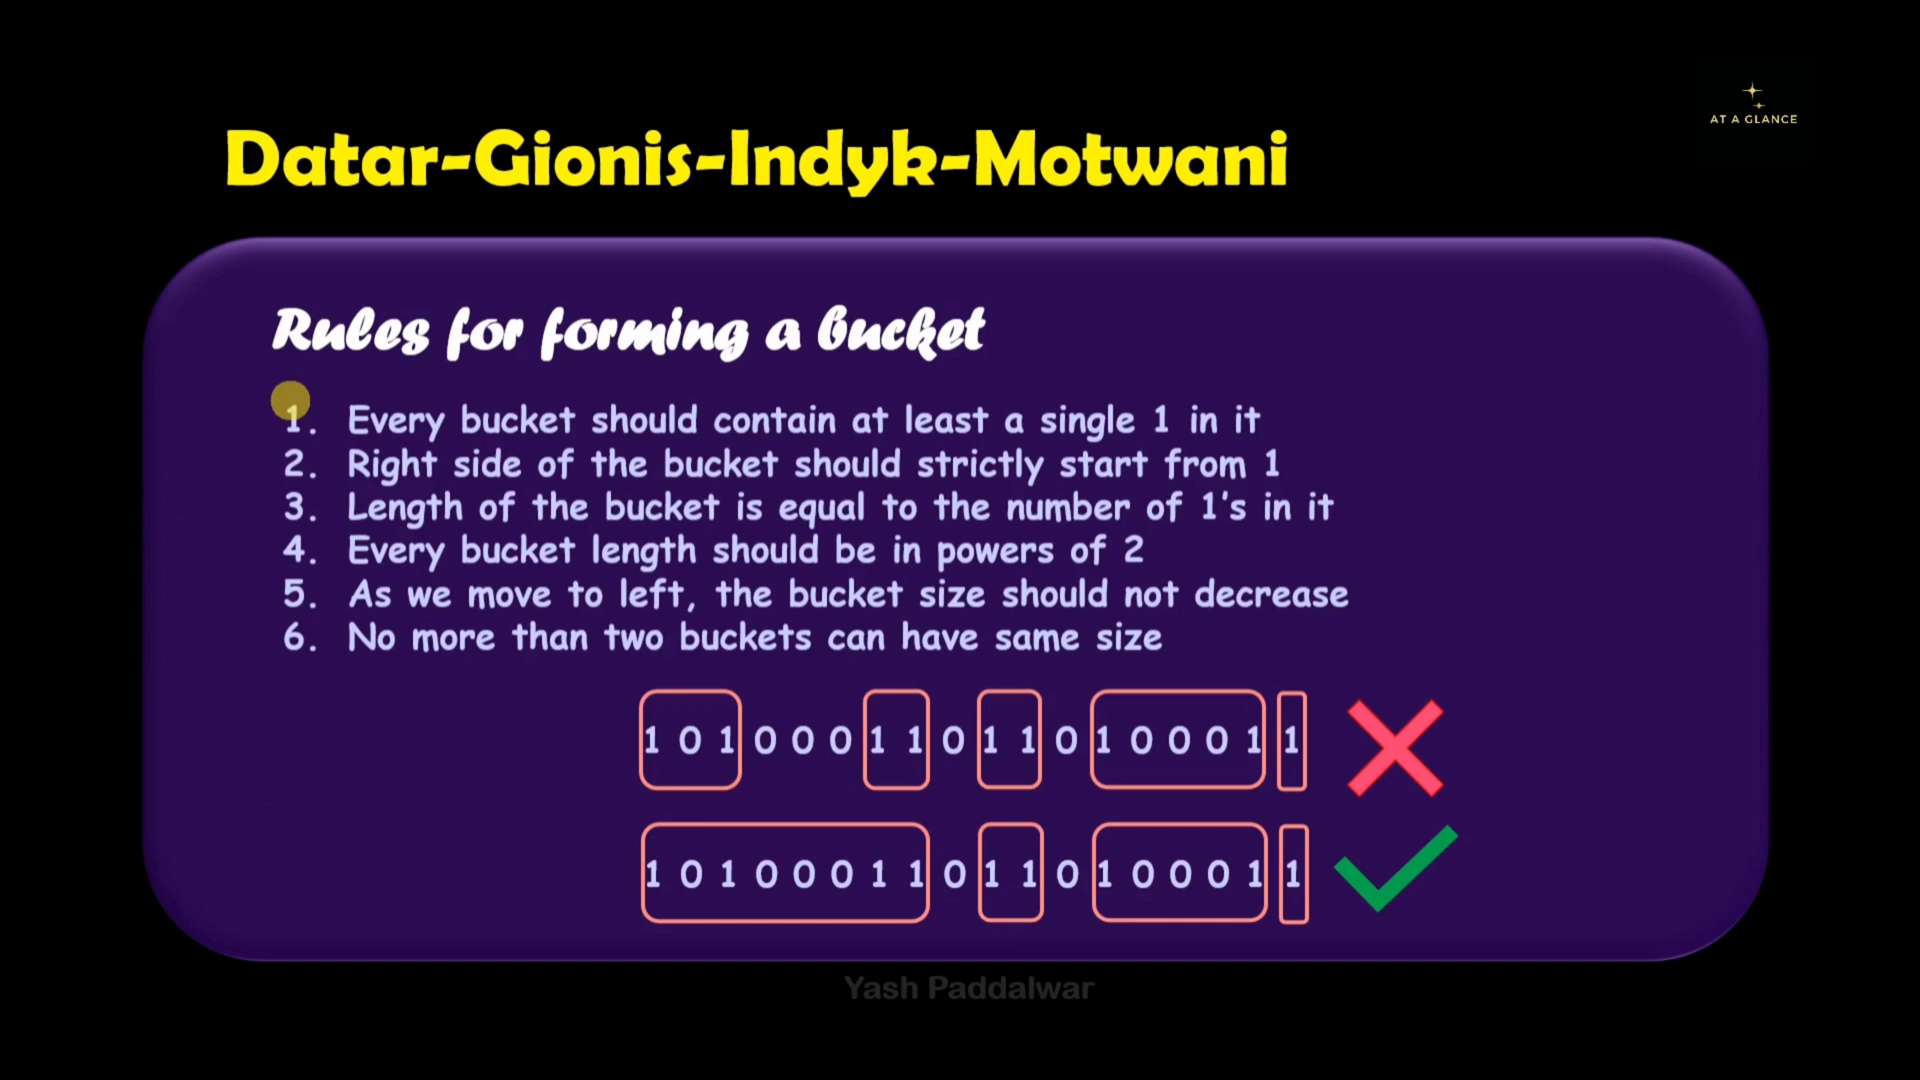 AT A GLANCE
Datar-Gionis-Indyk-Motwani
Rules for forming a bucket
1. Every bucket should contain at least a single 1 in it
2. Right side of the bucket should strictly start from 1
3. Length of the bucket is equal to the number of 1's in it
4. Every bucket length should be in powers of 2
5. As we move to left, the bucket size should not decrease
6. No more than two buckets can have same size
1 0 1 0 0 0 1 1 0 1 1 0 1 0 0 0 1 1
1 0 1 0 0 0 1 1 0 1 1 0 1 0 0 0 1 1
Yash Paddalwar